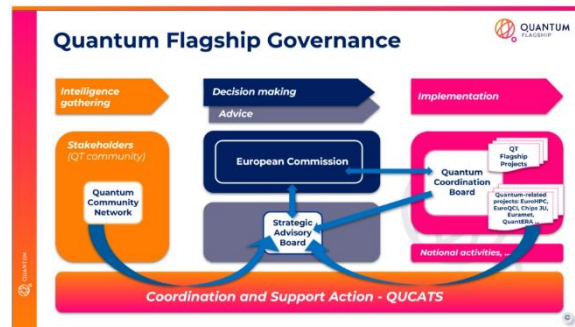 Quantum Flagship Governance
QUANTUM
FLAGSHIP
Intelligence
gathering
Decision making
Advice
Implementation
Stakeholders
(QT community)
Quantum
Community
Network
European Commission
Strategic
Advisory
Board
Quantum
Coordination
Board
QT
Flagship
Projects
Quantum-related
projects: EuroHPC,
EuroQCI, Chips JU,
Euramet,
QuantERA ...
National activities, ...
Coordination and Support Action - QUCATS
QUANTUM